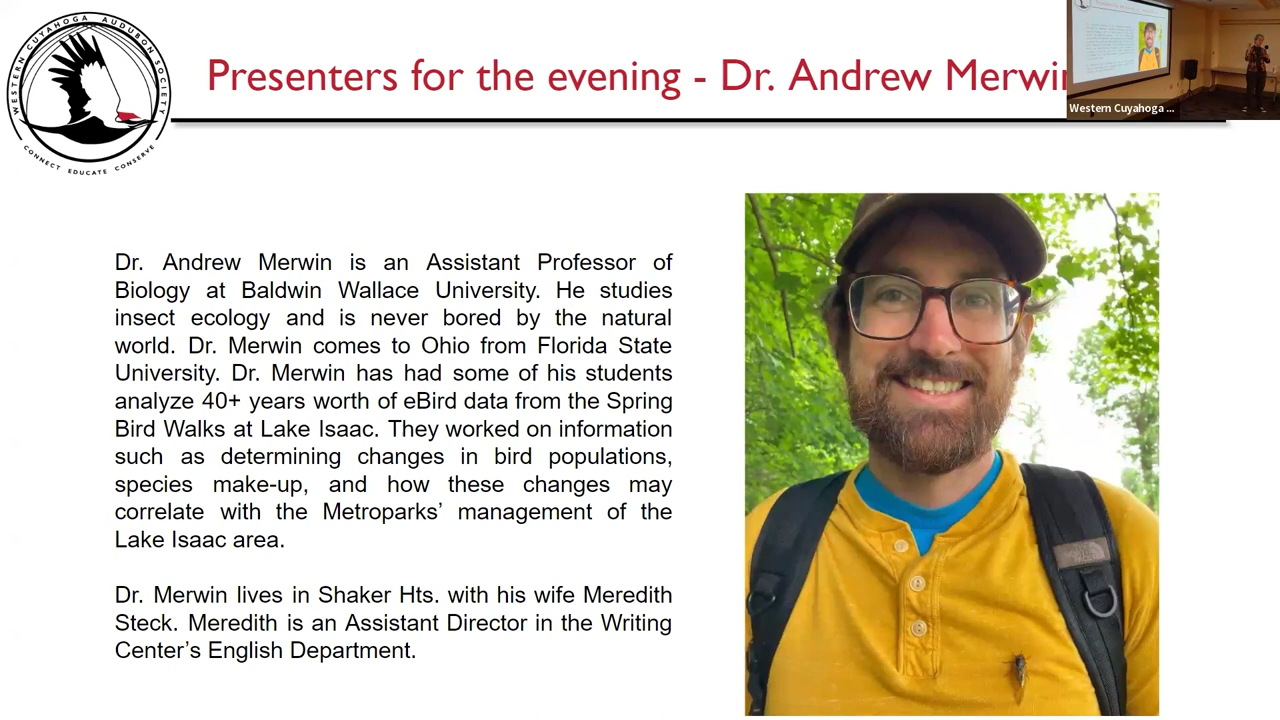 WESTERN CUYAHOGA AUDUBON SOCIETY
CONNECT EDUCATE CONSERVE
Presenters for the evening - Dr. Andrew Merwin
Western Cuyahoga ...
Dr. Andrew Merwin is an Assistant Professor of
Biology at Baldwin Wallace University. He studies
insect ecology and is never bored by the natural
world. Dr. Merwin comes to Ohio from Florida State
University. Dr. Merwin has had some of his students
analyze 40+ years worth of eBird data from the Spring
Bird Walks at Lake Isaac. They worked on information
such as determining changes in bird populations,
species make-up, and how these changes may
correlate with the Metroparks’ management of the
Lake Isaac area.
Dr. Merwin lives in Shaker Hts. with his wife Meredith
Steck. Meredith is an Assistant Director in the Writing
Center’s English Department.